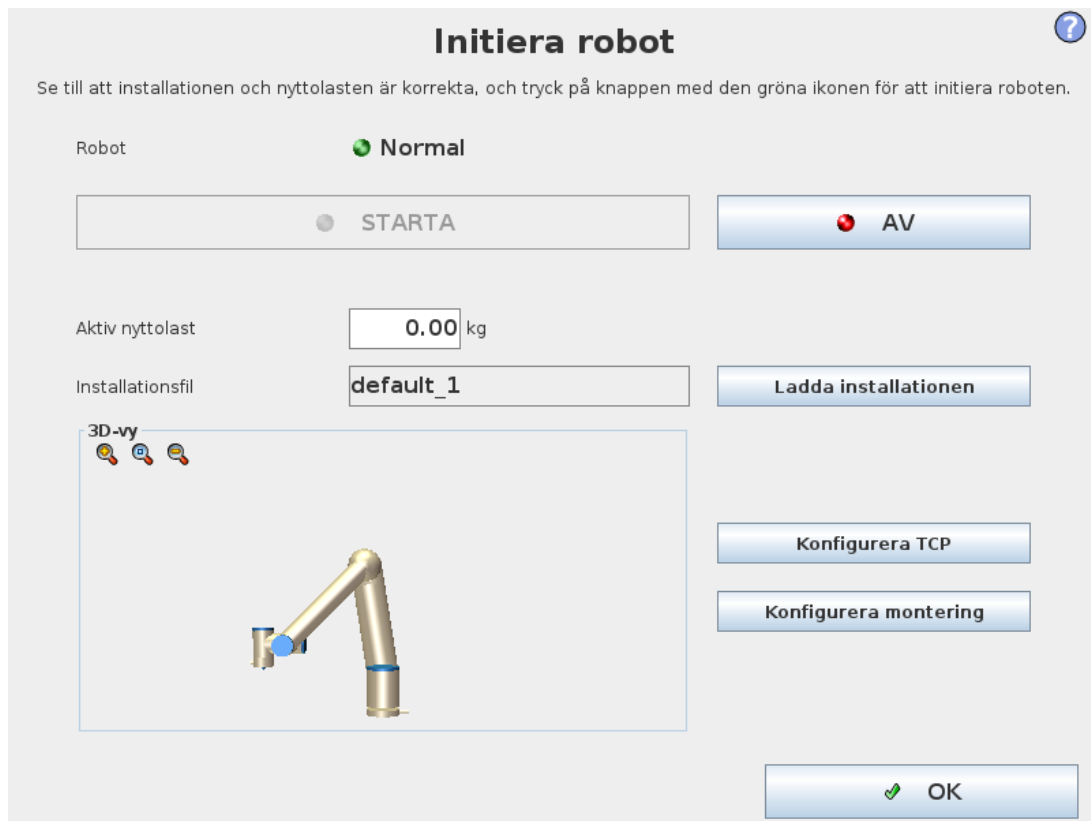 Initiera robot
?
Se till att installationen och nyttolasten är korrekta, och tryck på knappen med den gröna ikonen för att initiera roboten.
Robot Normal
STARTA AV
Aktiv nyttolast 0.00 kg
Installationsfil default_1 Ladda installationen
3D-vy
Konfigurera TCP
Konfigurera montering
OK